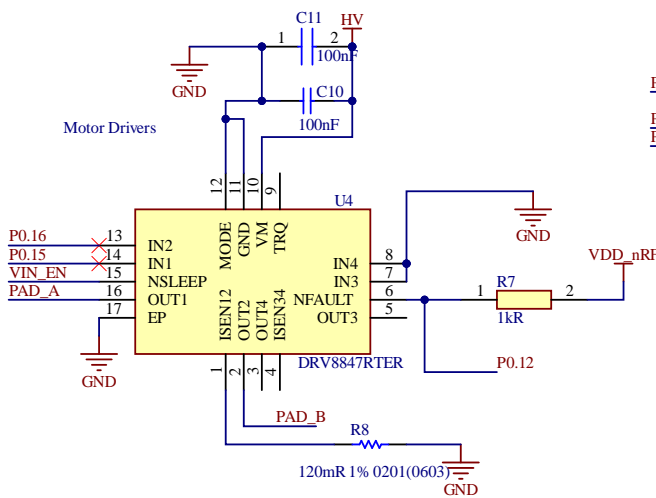 C11
HV
1
2
100nF
GND
C10
100nF
Motor Drivers
12
11
10
9
U4
MODE
GND
VM
TRQ
P0.16
13
IN2
P0.15
14
IN1
VIN_EN
15
NSLEEP
PAD_A
16
OUT1
17
EP
GND
IN4
8
IN3
7
NFAULT
6
OUT3
5
ISEN12
OUT2
OUT4
ISEN34
1
2
3
4
DRV8847RTER
GND
VDD_nRF
R7
1
2
1kR
P0.12
PAD_B
R8
120mR 1% 0201(0603)
GND